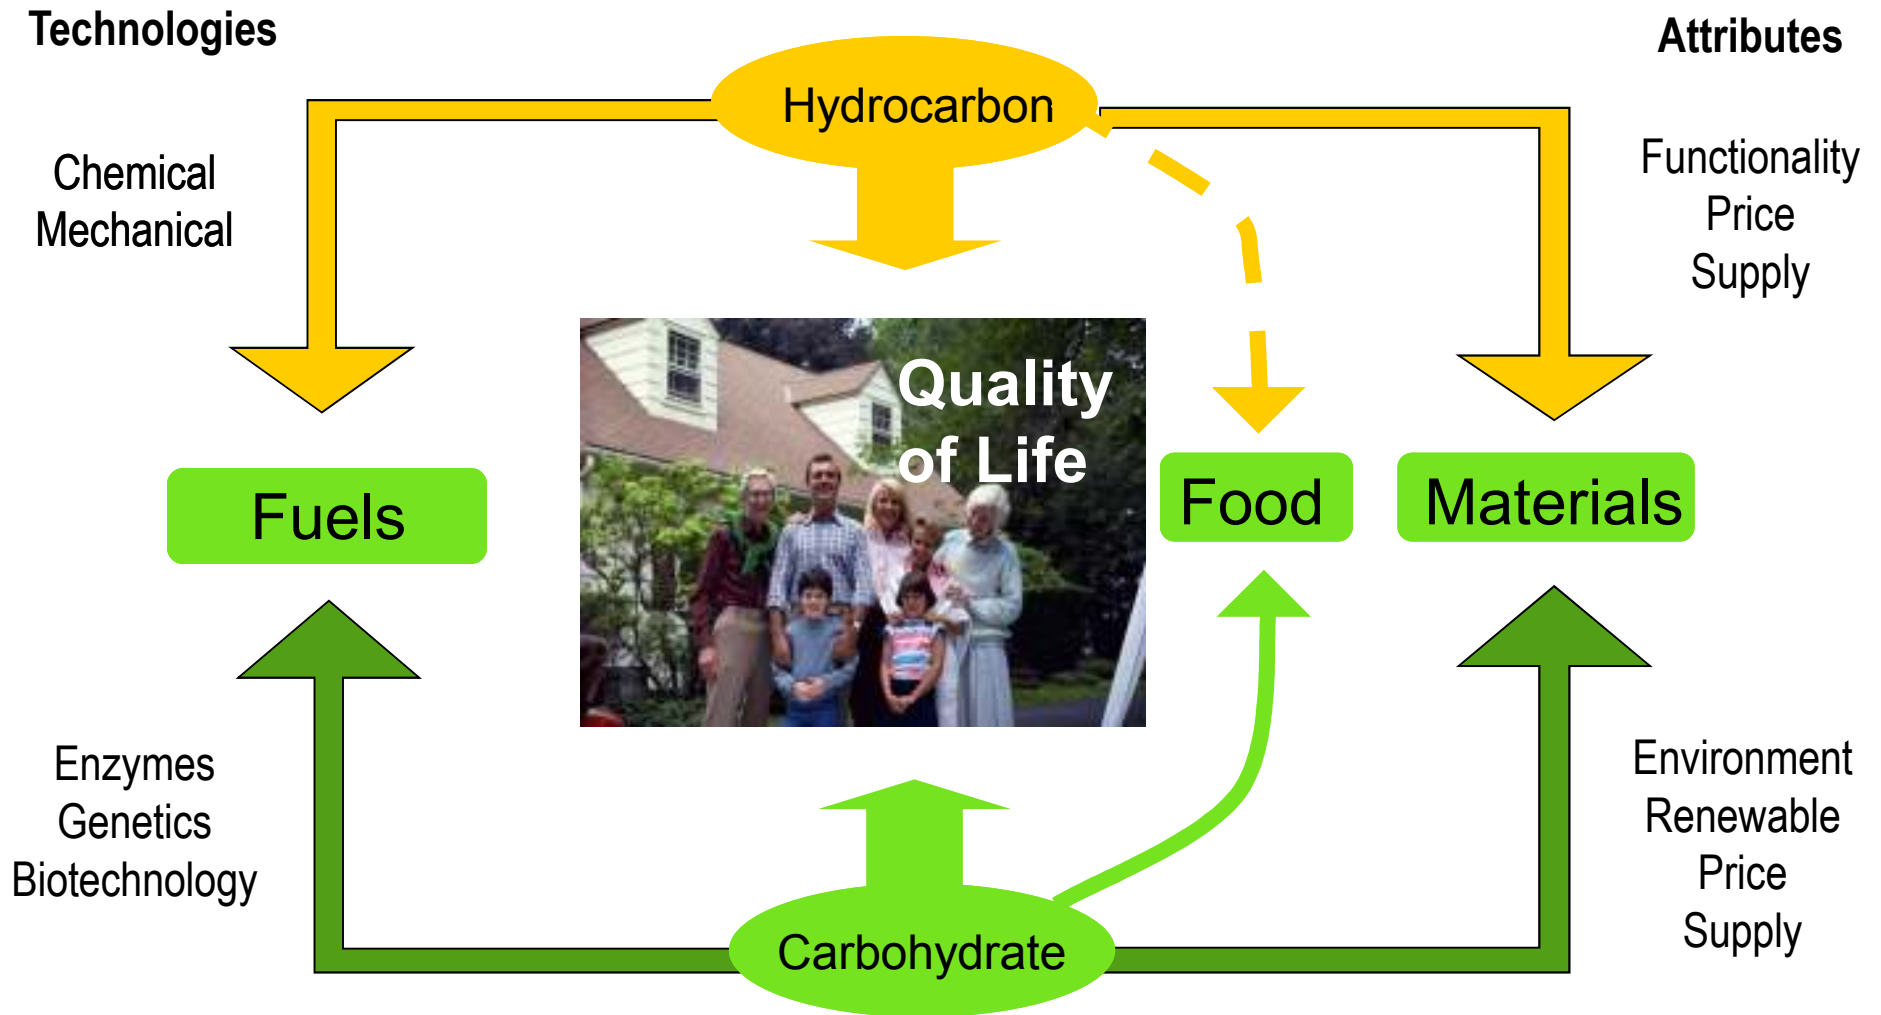 Technologies
Attributes
Hydrocarbon
Chemical
Mechanical
Functionality
Price
Supply
Quality
of Life
Fuels
Food
Materials
Enzymes
Genetics
Biotechnology
Environment
Renewable
Price
Supply
Carbohydrate